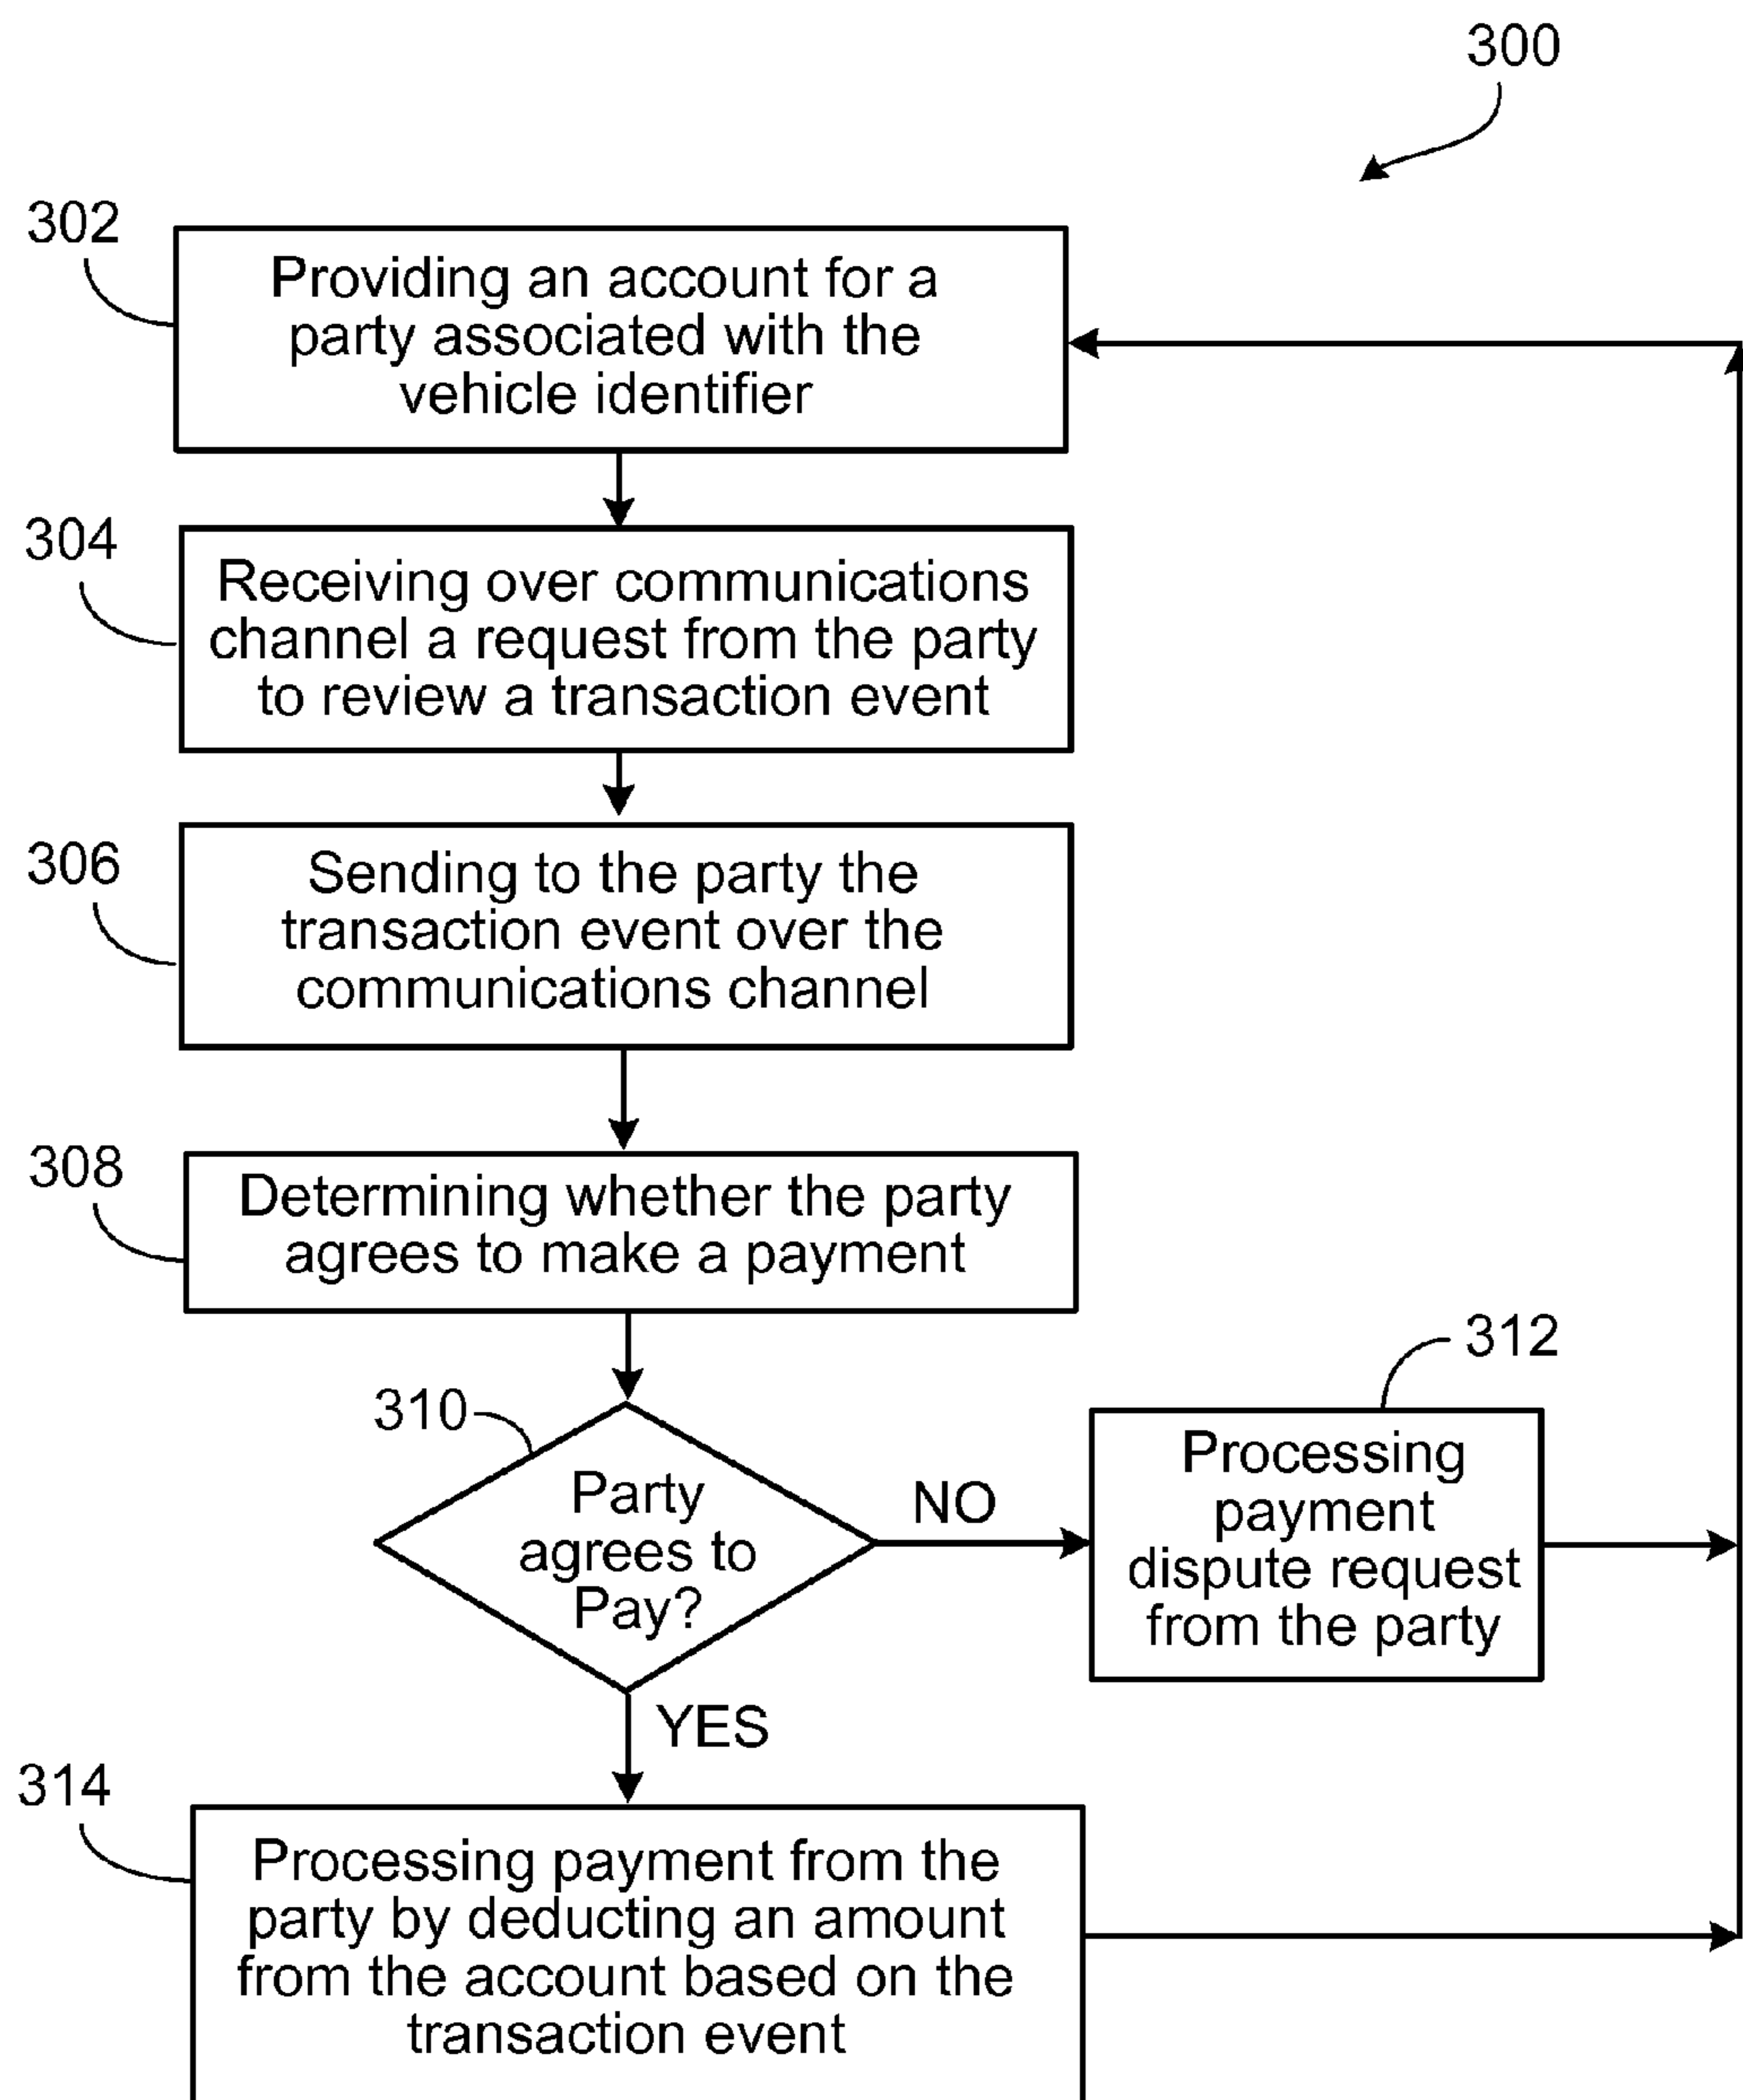 300
302
Providing an account for a
party associated with the
vehicle identifier
304
Receiving over communications
channel a request from the party
to review a transaction event
306
Sending to the party the
transaction event over the
communications channel
308
Determining whether the party
agrees to make a payment
310
Party
agrees to
Pay?
NO
312
Processing
payment
dispute request
from the party
YES
314
Processing payment from the
party by deducting an amount
from the account based on the
transaction event